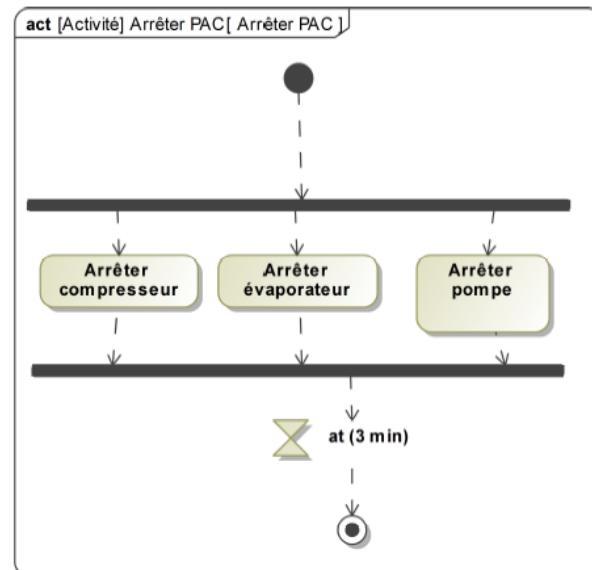 act [Activité] Arrêter PAC[ Arrêter PAC ]
Arrêter
compresseur
Arrêter
évaporateur
Arrêter
pompe
at (3 min)